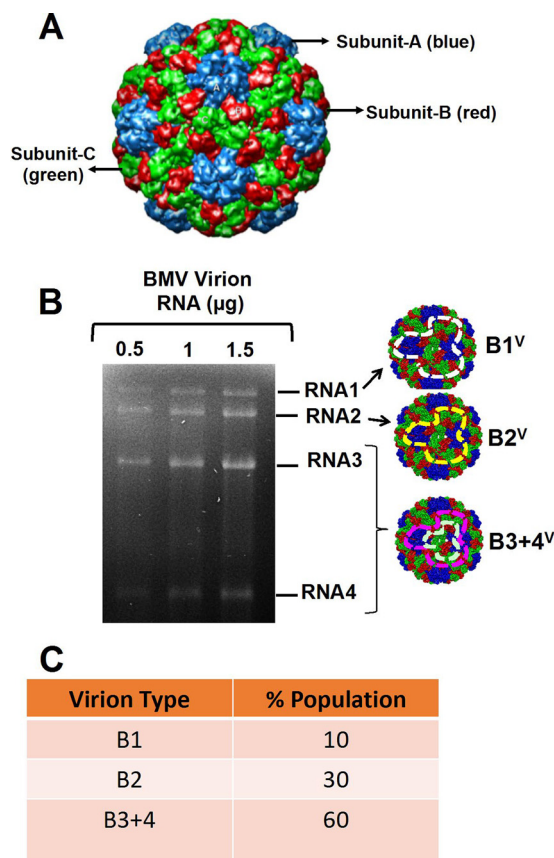 A
Subunit-A (blue)
A
Subunit-B (red)
B
C
Subunit-C
(green)
B
BMV Virion
RNA (µg)
0.5 1 1.5
RNA1
B1V
RNA2
B2V
RNA3
B3+4V
RNA4
C
Virion Type % Population
B1 10
B2 30
B3+4 60